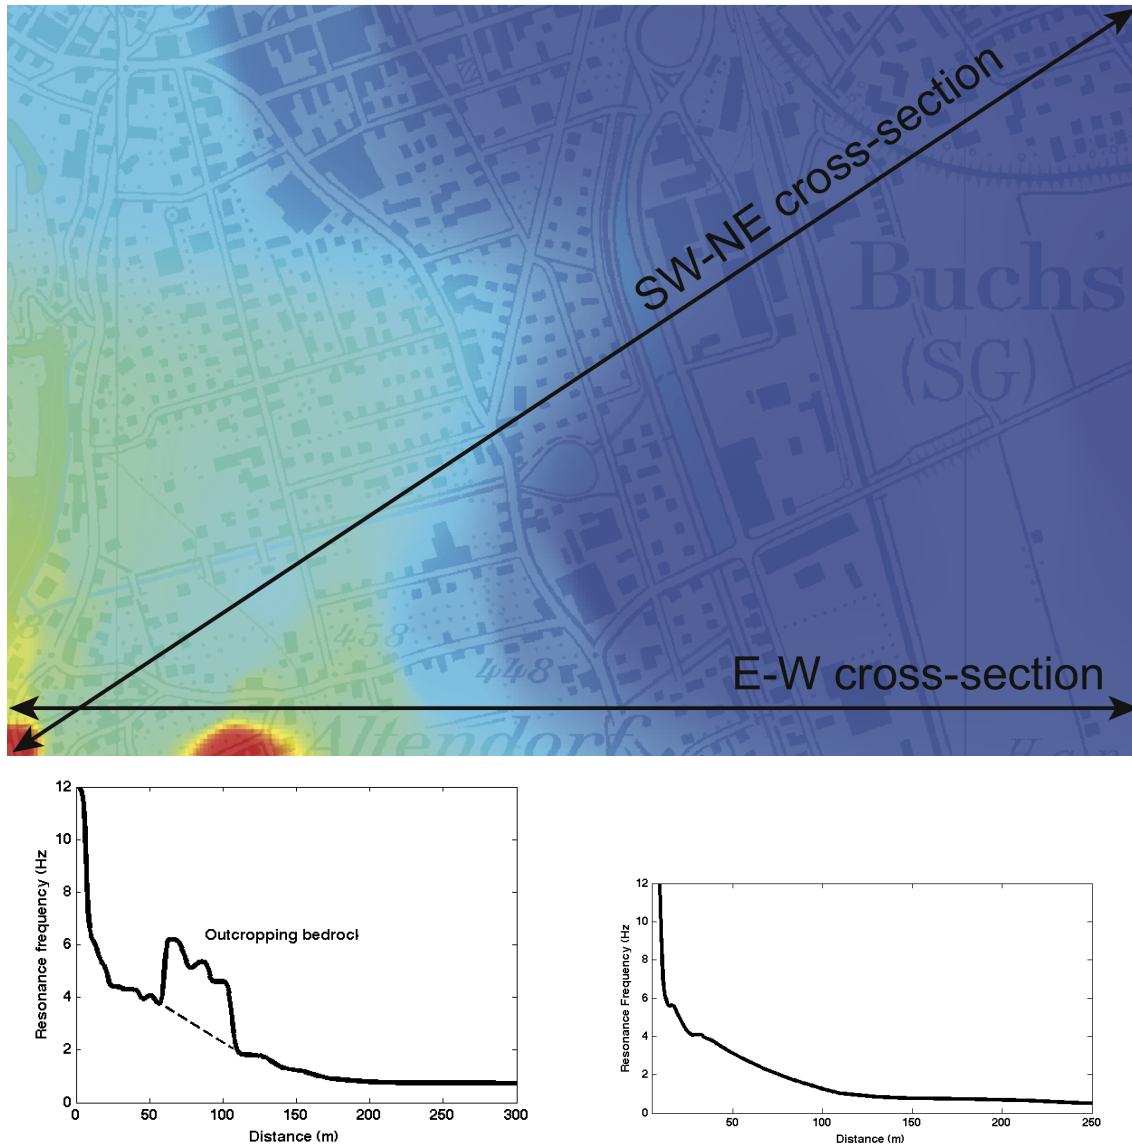 SW-NE cross-section
Buchs
(SG)
458
448
E-W cross-section
Altendorf
12
10
8
6
4
2
0
Resonance frequency (Hz
Outcropping bedrocl
0
50
100
150
200
250
300
Distance (m)
12
10
8
6
4
2
0
Resonance Frequency (Hz
50
100
150
200
250
Distance (m)